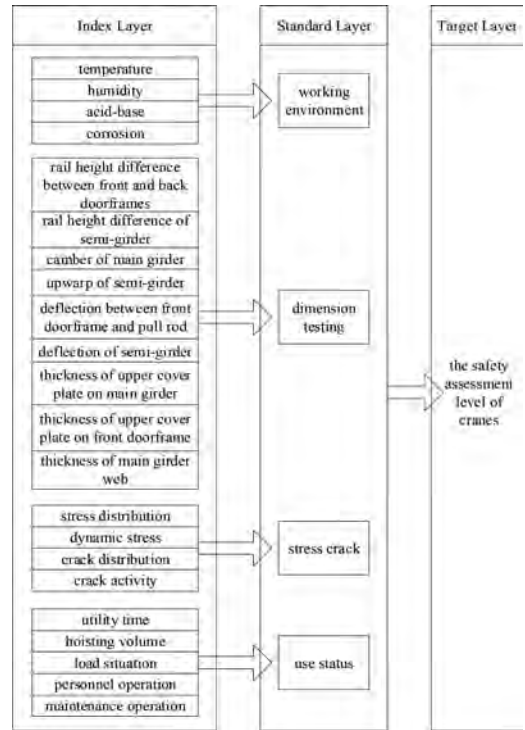 Index Layer
Standard Layer
Target Layer
temperature
humidity
acid-base
corrosion
working
environment
rail height difference
between front and back
doorframes
rail height difference of
semi-girder
camber of main girder
upwarp of semi-girder
deflection between front
doorframe and pull rod
deflection of semi-girder
thickness of upper cover
plate on main girder
thickness of upper cover
plate on front doorframe
thickness of main girder
web
dimension
testing
stress distribution
dynamic stress
crack distribution
crack activity
stress crack
utility time
hoisting volume
load situation
personnel operation
maintenance operation
use status
the safety
assessment
level of
cranes